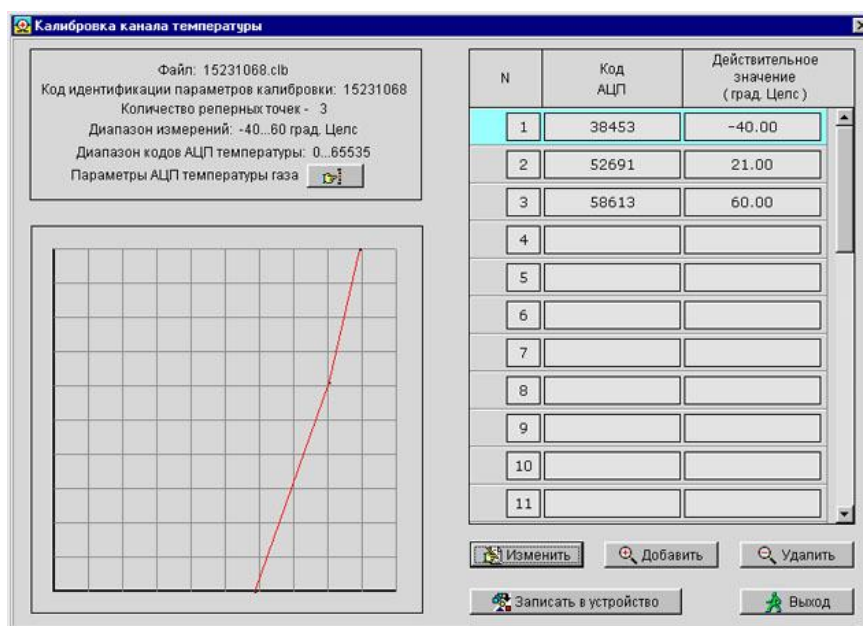 Калибровка канала температуры
Файл: 15231068.clb
Код идентификации параметров калибровки: 15231068
Количество реперных точек - 3
Диапазон измерений: -40...60 град. Цепс
Диапазон кодов АЦП температуры: 0...65535
Параметры АЦП температуры газа
N Код АЦП Действительное значение (град. Цепс)
1 38453 -40.00
2 52691 21.00
3 58613 60.00
4
5
6
7
8
9
10
11
Изменить Добавить Удалить
Записать в устройство Выход